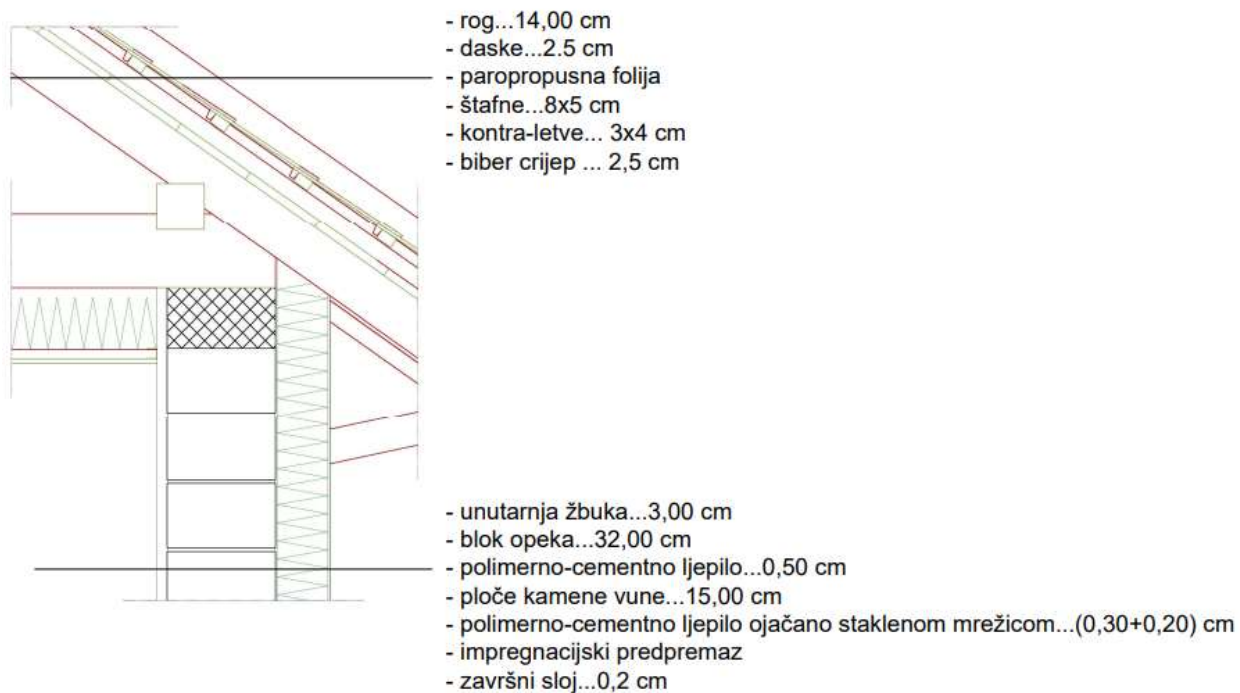 - rog...14,00 cm
- daske...2.5 cm
- paropropusna folija
- štafne...8x5 cm
- kontra-letve... 3x4 cm
- biber crijep ... 2,5 cm
- unutarnja žbuka...3,00 cm
- blok opeka...32,00 cm
- polimerno-cementno ljepilo...0,50 cm
- ploče kamene vune...15,00 cm
- polimerno-cementno ljepilo ojačano staklenom mrežicom...(0,30+0,20) cm
- impregnacijski predpremaz
- završni sloj...0,2 cm